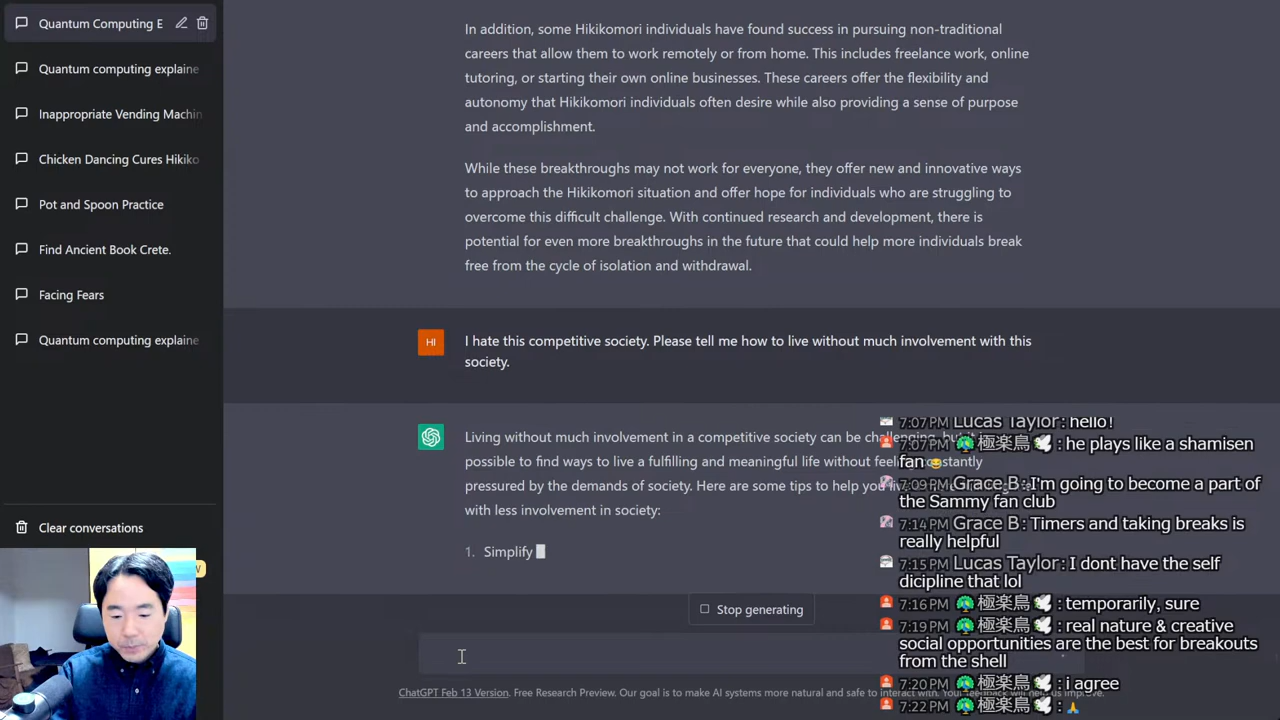 Quantum Computing E
Quantum computing explaine
Inappropriate Vending Machin
Chicken Dancing Cures Hikiko
Pot and Spoon Practice
Find Ancient Book Crete.
Facing Fears
Quantum computing explaine
Clear conversations
W
In addition, some Hikikomori individuals have found success in pursuing non-traditional
careers that allow them to work remotely or from home. This includes freelance work, online
tutoring, or starting their own online businesses. These careers offer the flexibility and
autonomy that Hikikomori individuals often desire while also providing a sense of purpose
and accomplishment.
While these breakthroughs may not work for everyone, they offer new and innovative ways
to approach the Hikikomori situation and offer hope for individuals who are struggling to
overcome this difficult challenge. With continued research and development, there is
potential for even more breakthroughs in the future that could help more individuals break
free from the cycle of isolation and withdrawal.
HI
I hate this competitive society. Please tell me how to live without much involvement with this
society.
Living without much involvement in a competitive society can be
possible to find ways to live a fulfilling and meaningful life without constantly
pressured by the demands of society. Here are some tips to help you
with less involvement in society:
1. Simplify
Stop generating
ChatGPT Feb 13 Version. Free Research Preview. Our goal is to make AI systems more natural and safe to interact with. Your feedback will help us improve.
7:07 PM Lucas Taylor : hello!
7:07 PM 極楽鳥 : he plays like a shamisen
fan
7:09 PM Grace B : I'm going to become a part of
the Sammy fan club
7:14 PM Grace B : Timers and taking breaks is
really helpful
7:15 PM Lucas Taylor : I dont have the self
dicipline that lol
7:16 PM 極楽鳥 : temporarily, sure
7:19 PM 極楽鳥 : real nature & creative
social opportunities are the best for breakouts
from the shell
7:20 PM 極楽鳥 : i agree
7:22 PM 極楽鳥 :